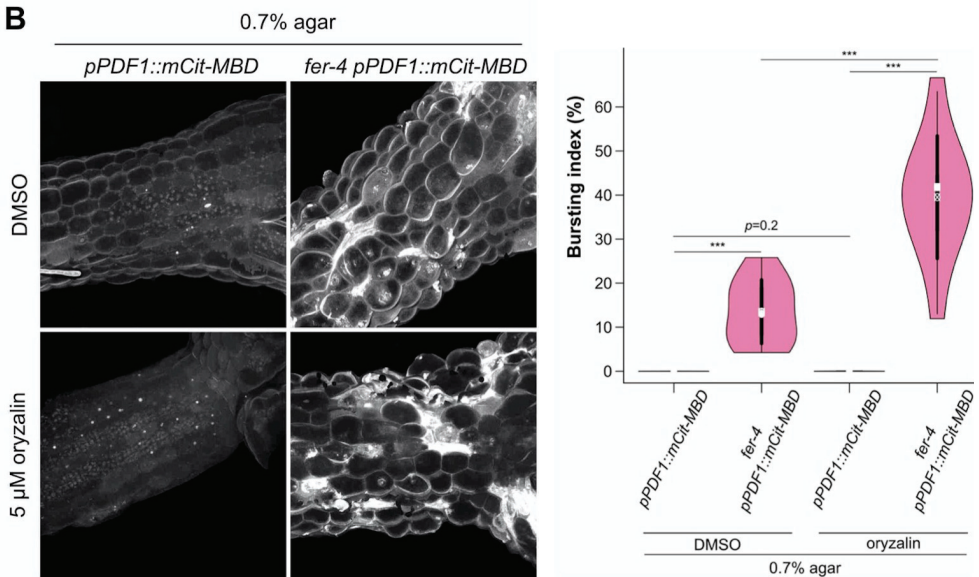 B
0.7% agar
pPDF1::mCit-MBD
fer-4 pPDF1::mCit-MBD
DMSO
5 µM oryzalin
Bursting index (%)
60
50
40
30
20
10
0
***
***
p=0.2
***
pPDF1::mCit-MBD
fer-4
pPDF1::mCit-MBD
pPDF1::mCit-MBD
fer-4
pPDF1::mCit-MBD
DMSO
oryzalin
0.7% agar